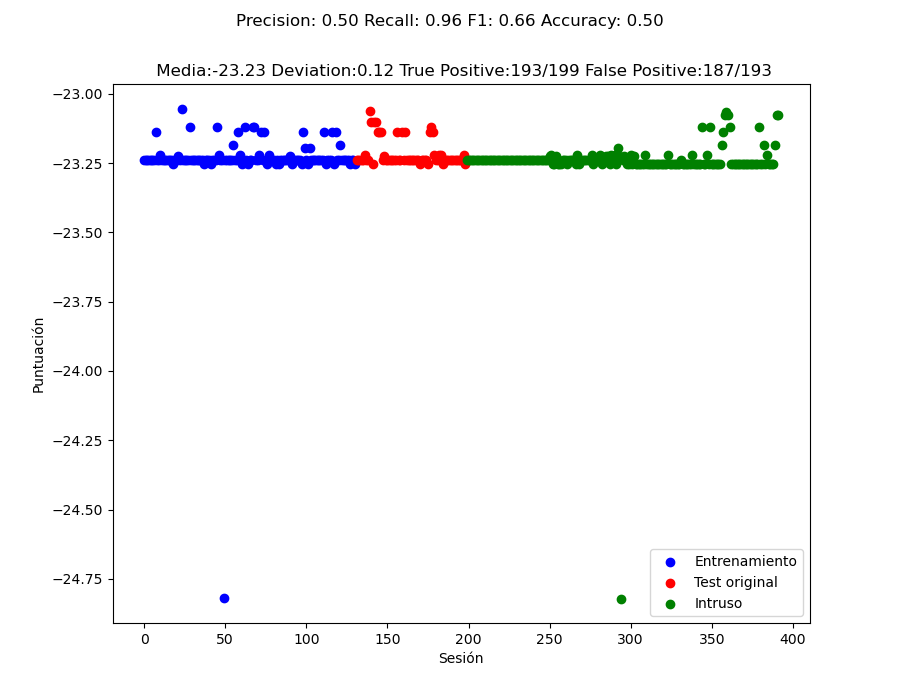 Precision: 0.50 Recall: 0.96 F1: 0.66 Accuracy: 0.50
Media:-23.23 Deviation:0.12 True Positive:193/199 False Positive:187/193
−23.00
−23.25
−23.50
−23.75
−24.00
−24.25
−24.50
−24.75
Puntuación
Entrenamiento
Test original
Intruso
0 50 100 150 200 250 300 350 400
Sesión